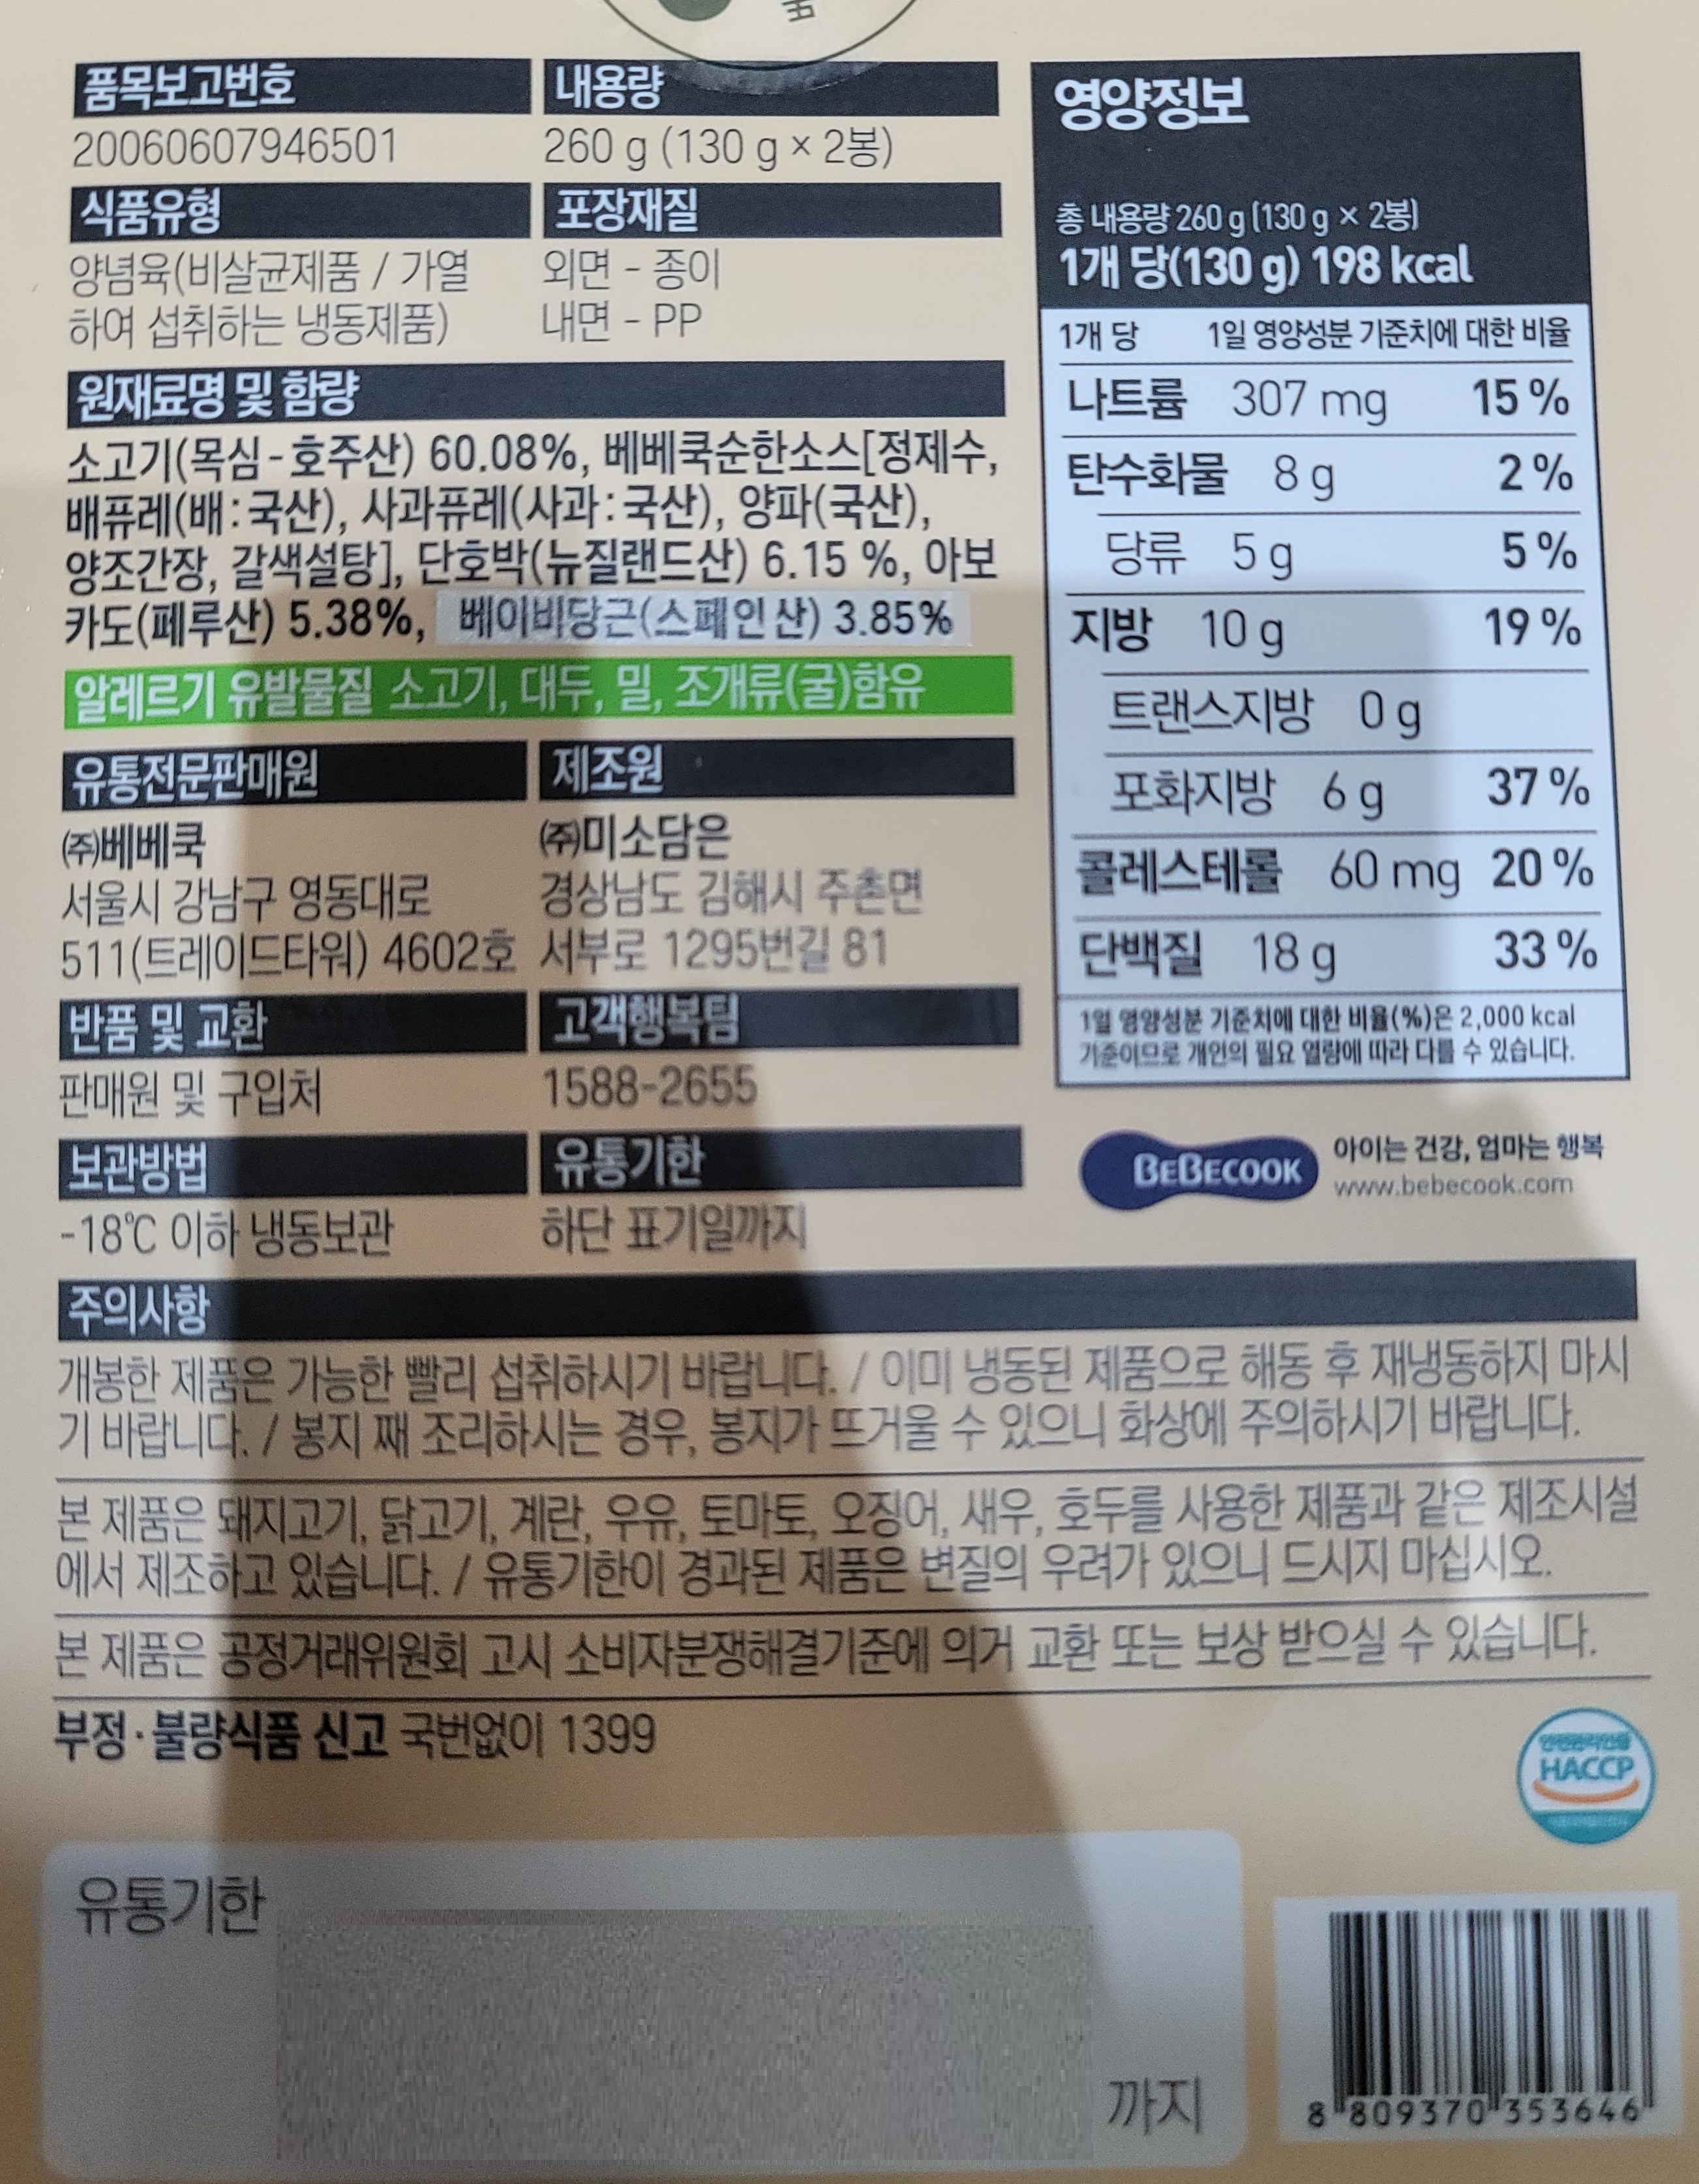 품목보고번호
20060607946501
내용량
260 g (130 g × 2봉)
식품유형
양념육(비살균제품 / 가열
하여 섭취하는 냉동제품)
포장재질
외면 - 종이
내면 - PP
원재료명 및 함량
소고기(목심-호주산) 60.08%, 베베쿡순한소스[정제수,
배퓨레(배:국산), 사과퓨레(사과:국산), 양파(국산),
양조간장, 갈색설탕], 단호박(뉴질랜드산) 6.15 %, 아보
카도(페루산) 5.38%, 베이비당근(스페인산) 3.85%
알레르기 유발물질 소고기, 대두, 밀, 조개류(굴)함유
유통전문판매원
㈜베베쿡
서울시 강남구 영동대로
511(트레이드타워) 4602호
제조원
㈜미소담은
경상남도 김해시 주촌면
서부로 1295번길 81
반품 및 교환
판매원 및 구입처
고객행복팀
1588-2655
보관방법
-18℃ 이하 냉동보관
유통기한
하단 표기일까지
영양정보
총 내용량 260 g (130 g × 2봉)
1개 당(130 g) 198 kcal
1개 당 1일 영양성분 기준치에 대한 비율
나트륨 307 mg 15 %
탄수화물 8 g 2 %
당류 5 g 5 %
지방 10 g 19 %
트랜스지방 0 g
포화지방 6 g 37 %
콜레스테롤 60 mg 20 %
단백질 18 g 33 %
1일 영양성분 기준치에 대한 비율(%)은 2,000 kcal
기준이므로 개인의 필요 열량에 따라 다를 수 있습니다.
BEBECOOK
아이는 건강, 엄마는 행복
www.bebecook.com
주의사항
개봉한 제품은 가능한 빨리 섭취하시기 바랍니다. / 이미 냉동된 제품으로 해동 후 재냉동하지 마시
기 바랍니다. / 봉지 째 조리하시는 경우, 봉지가 뜨거울 수 있으니 화상에 주의하시기 바랍니다.
본 제품은 돼지고기, 닭고기, 계란, 우유, 토마토, 오징어, 새우, 호두를 사용한 제품과 같은 제조시설
에서 제조하고 있습니다. / 유통기한이 경과된 제품은 변질의 우려가 있으니 드시지 마십시오.
본 제품은 공정거래위원회 고시 소비자분쟁해결기준에 의거 교환 또는 보상 받으실 수 있습니다.
부정·불량식품 신고 국번없이 1399
안전관리인증
HACCP
유통기한
까지
8 809370 353646